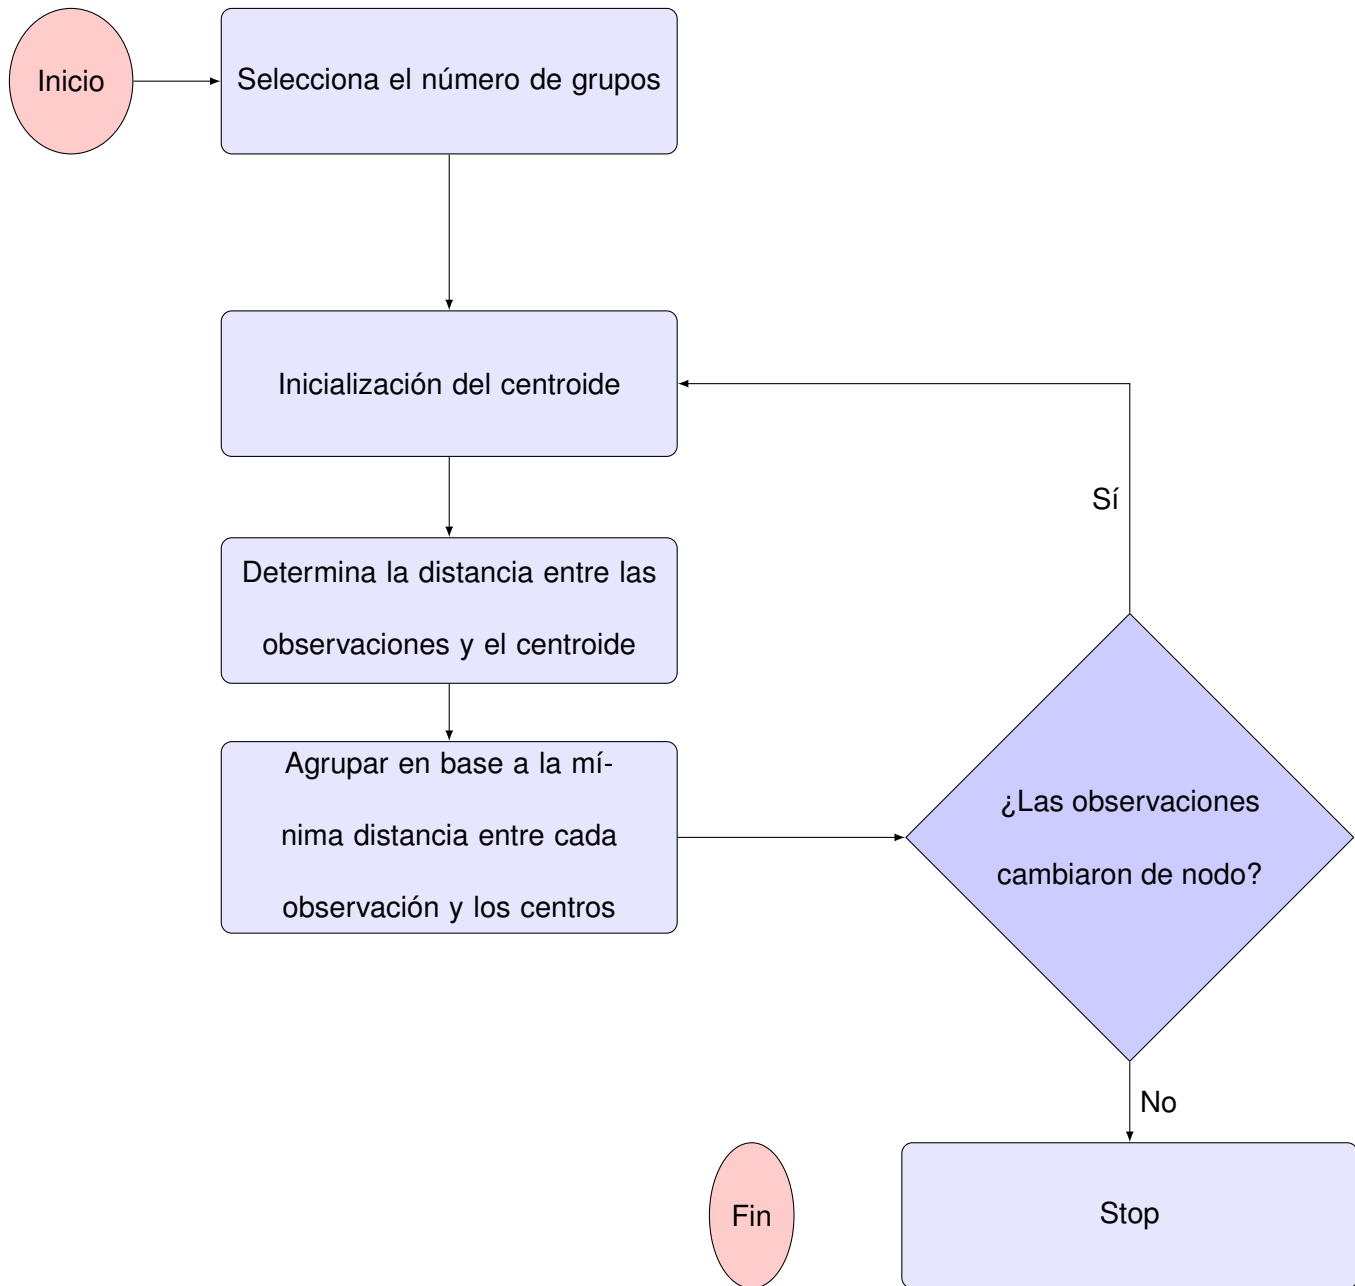 Inicio
Selecciona el número de grupos
Inicialización del centroide
Sí
Determina la distancia entre las
observaciones y el centroide
Agrupar en base a la mí-
nima distancia entre cada
observación y los centros
¿Las observaciones
cambiaron de nodo?
No
Fin
Stop